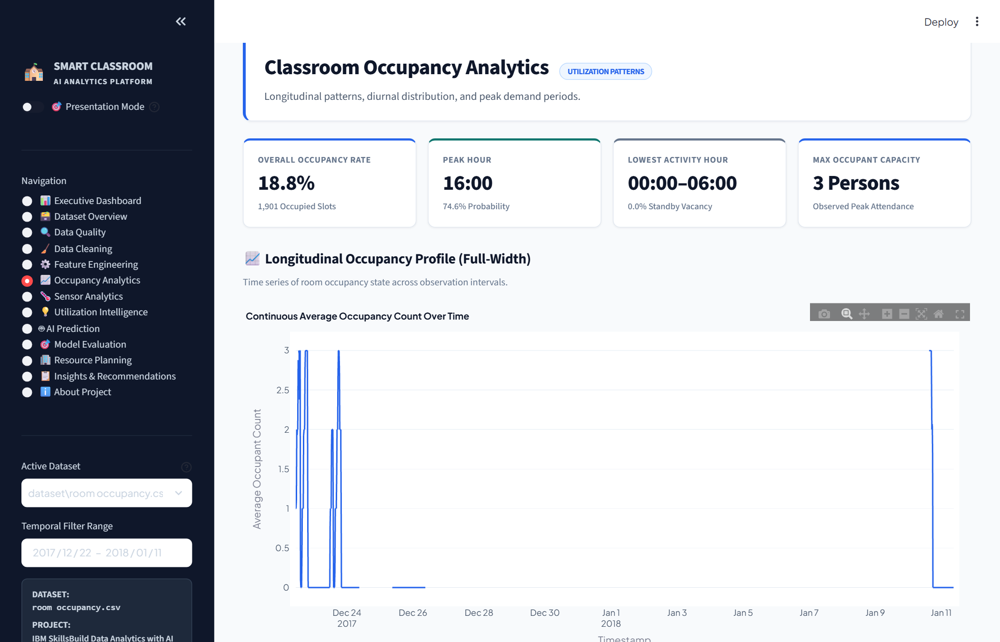 Deploy
SMART CLASSROOM
AI ANALYTICS PLATFORM
Presentation Mode
Navigation
Executive Dashboard
Dataset Overview
Data Quality
Data Cleaning
Feature Engineering
Occupancy Analytics
Sensor Analytics
Utilization Intelligence
AI Prediction
Model Evaluation
Resource Planning
Insights & Recommendations
About Project
Active Dataset
dataset\room occupancy.cs
Temporal Filter Range
2017/12/22 – 2018/01/11
DATASET:
room occupancy.csv
PROJECT:
IBM SkillsBuild Data Analytics with AI
Classroom Occupancy Analytics
UTILIZATION PATTERNS
Longitudinal patterns, diurnal distribution, and peak demand periods.
OVERALL OCCUPANCY RATE
18.8%
1,901 Occupied Slots
PEAK HOUR
16:00
74.6% Probability
LOWEST ACTIVITY HOUR
00:00–06:00
0.0% Standby Vacancy
MAX OCCUPANT CAPACITY
3 Persons
Observed Peak Attendance
Longitudinal Occupancy Profile (Full-Width)
Time series of room occupancy state across observation intervals.
Continuous Average Occupancy Count Over Time
Average Occupant Count
3
2.5
2
1.5
1
0.5
0
Dec 24
2017
Dec 26
Dec 28
Dec 30
Jan 1
2018
Jan 3
Jan 5
Jan 7
Jan 9
Jan 11
Timestamp